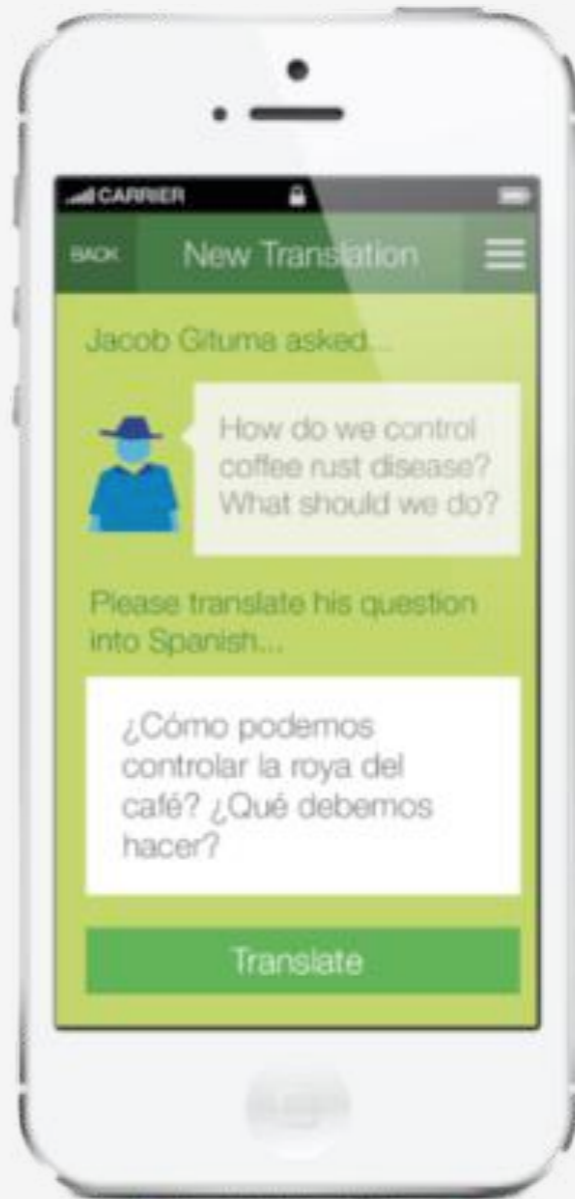 CARRIER
BACK New Translation
Jacob Gituma asked...
How do we control
coffee rust disease?
What should we do?
Please translate his question
into Spanish...
¿Cómo podemos
controlar la roya del
café? ¿Qué debemos
hacer?
Translate